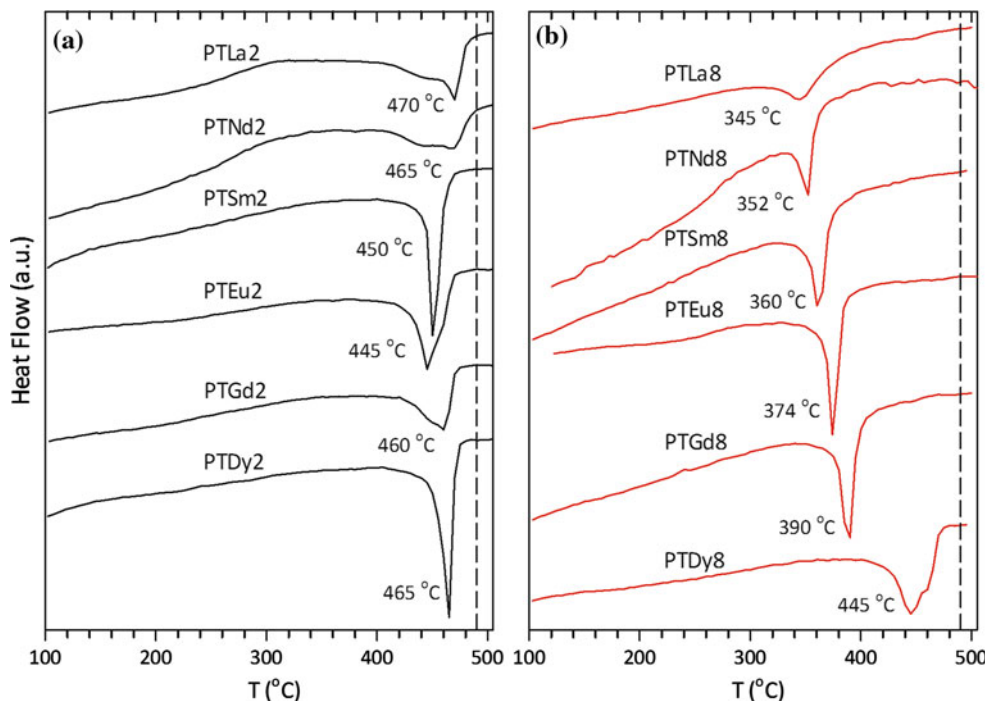 (a)
PTLa2
470 °C
PTNd2
465 °C
PTSm2
450 °C
PTEu2
445 °C
PTGd2
460 °C
PTDy2
465 °C
100 200 300 400 500
T (°C)
Heat Flow (a.u.)
(b)
PTLa8
345 °C
PTNd8
352 °C
PTSm8
360 °C
PTEu8
374 °C
PTGd8
390 °C
PTDy8
445 °C
100 200 300 400 500
T (°C)